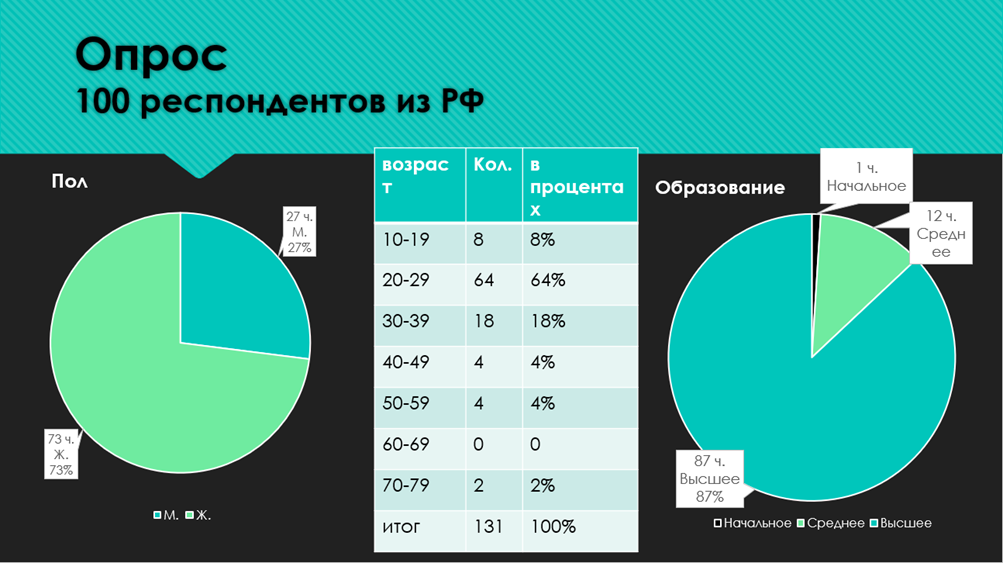 Опрос
100 респондентов из РФ
Пол
27 ч.
М.
27%
73 ч.
Ж.
73%
М. Ж.
возрас
т
Кол.
в
процента
х
10-19 8 8%
20-29 64 64%
30-39 18 18%
40-49 4 4%
50-59 4 4%
60-69 0 0
70-79 2 2%
итог 131 100%
Образование
1 ч.
Начальное
12 ч.
Средн
ее
87 ч.
Высшее
87%
Начальное Среднее Высшее